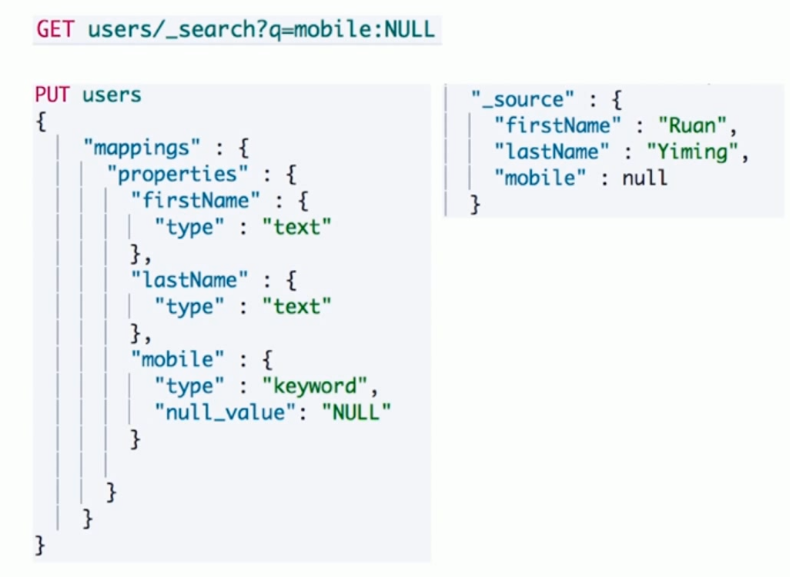 GET users/_search?q=mobile:NULL
PUT users
{
"mappings" : {
"properties" : {
"firstName" : {
"type" : "text"
},
"lastName" : {
"type" : "text"
},
"mobile" : {
"type" : "keyword",
"null_value": "NULL"
}
}
}
}
"_source" : {
"firstName" : "Ruan",
"lastName" : "Yiming",
"mobile" : null
}